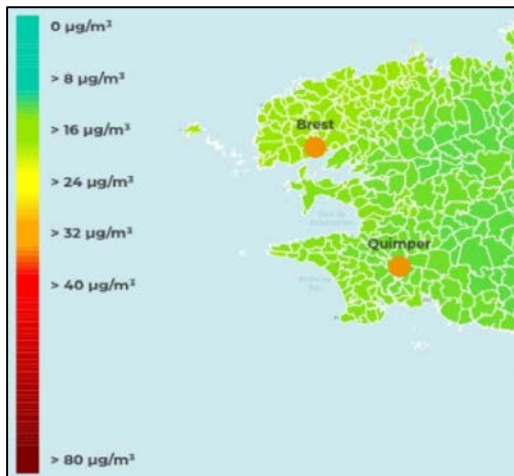 0 µg/m³
> 8 µg/m³
> 16 µg/m³
> 24 µg/m³
> 32 µg/m³
> 40 µg/m³
> 80 µg/m³
Brest
Quimper